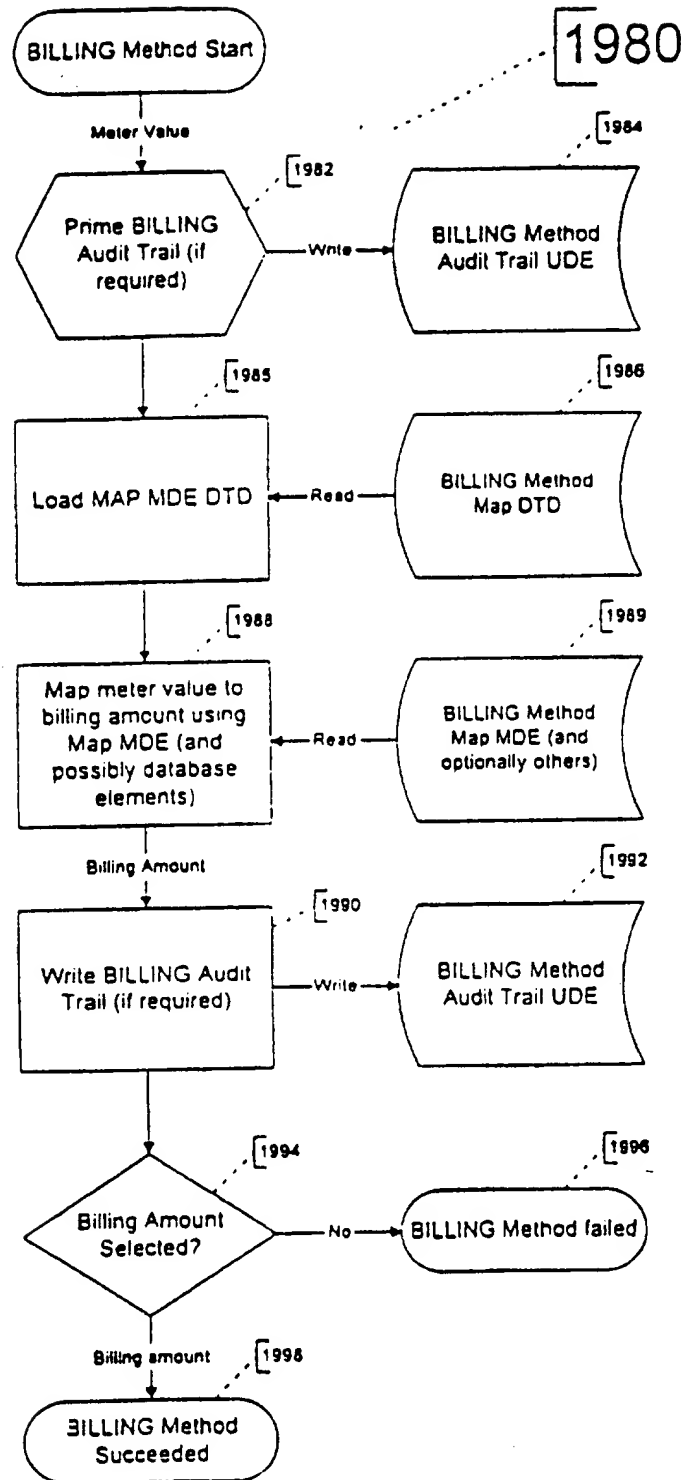 BILLING Method Start
1980
Meter Value
1984
1982
Prime BILLING
Audit Trail (if
required)
Write
BILLING Method
Audit Trail UDE
1985
1986
Load MAP MDE DTD
Read
BILLING Method
Map DTD
1988
1989
Map meter value to
billing amount using
Map MDE (and
possibly database
elements)
Read
BILLING Method
Map MDE (and
optionally others)
Billing Amount
1990
1992
Write BILLING Audit
Trail (if required)
Write
BILLING Method
Audit Trail UDE
1994
1996
Billing Amount
Selected?
No
BILLING Method failed
Billing amount
1998
BILLING Method
Succeeded